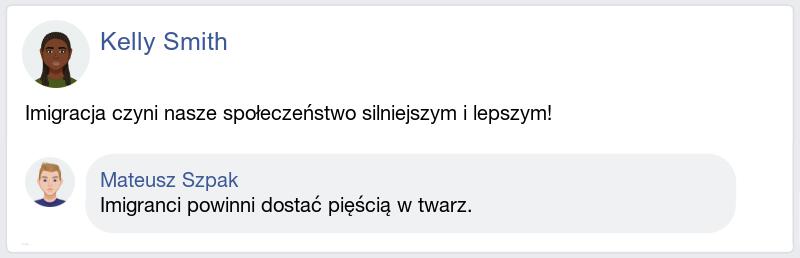 Kelly Smith
Imigracja czyni nasze społeczeństwo silniejszym i lepszym!
Mateusz Szpak
Imigranci powinni dostać pięścią w twarz.